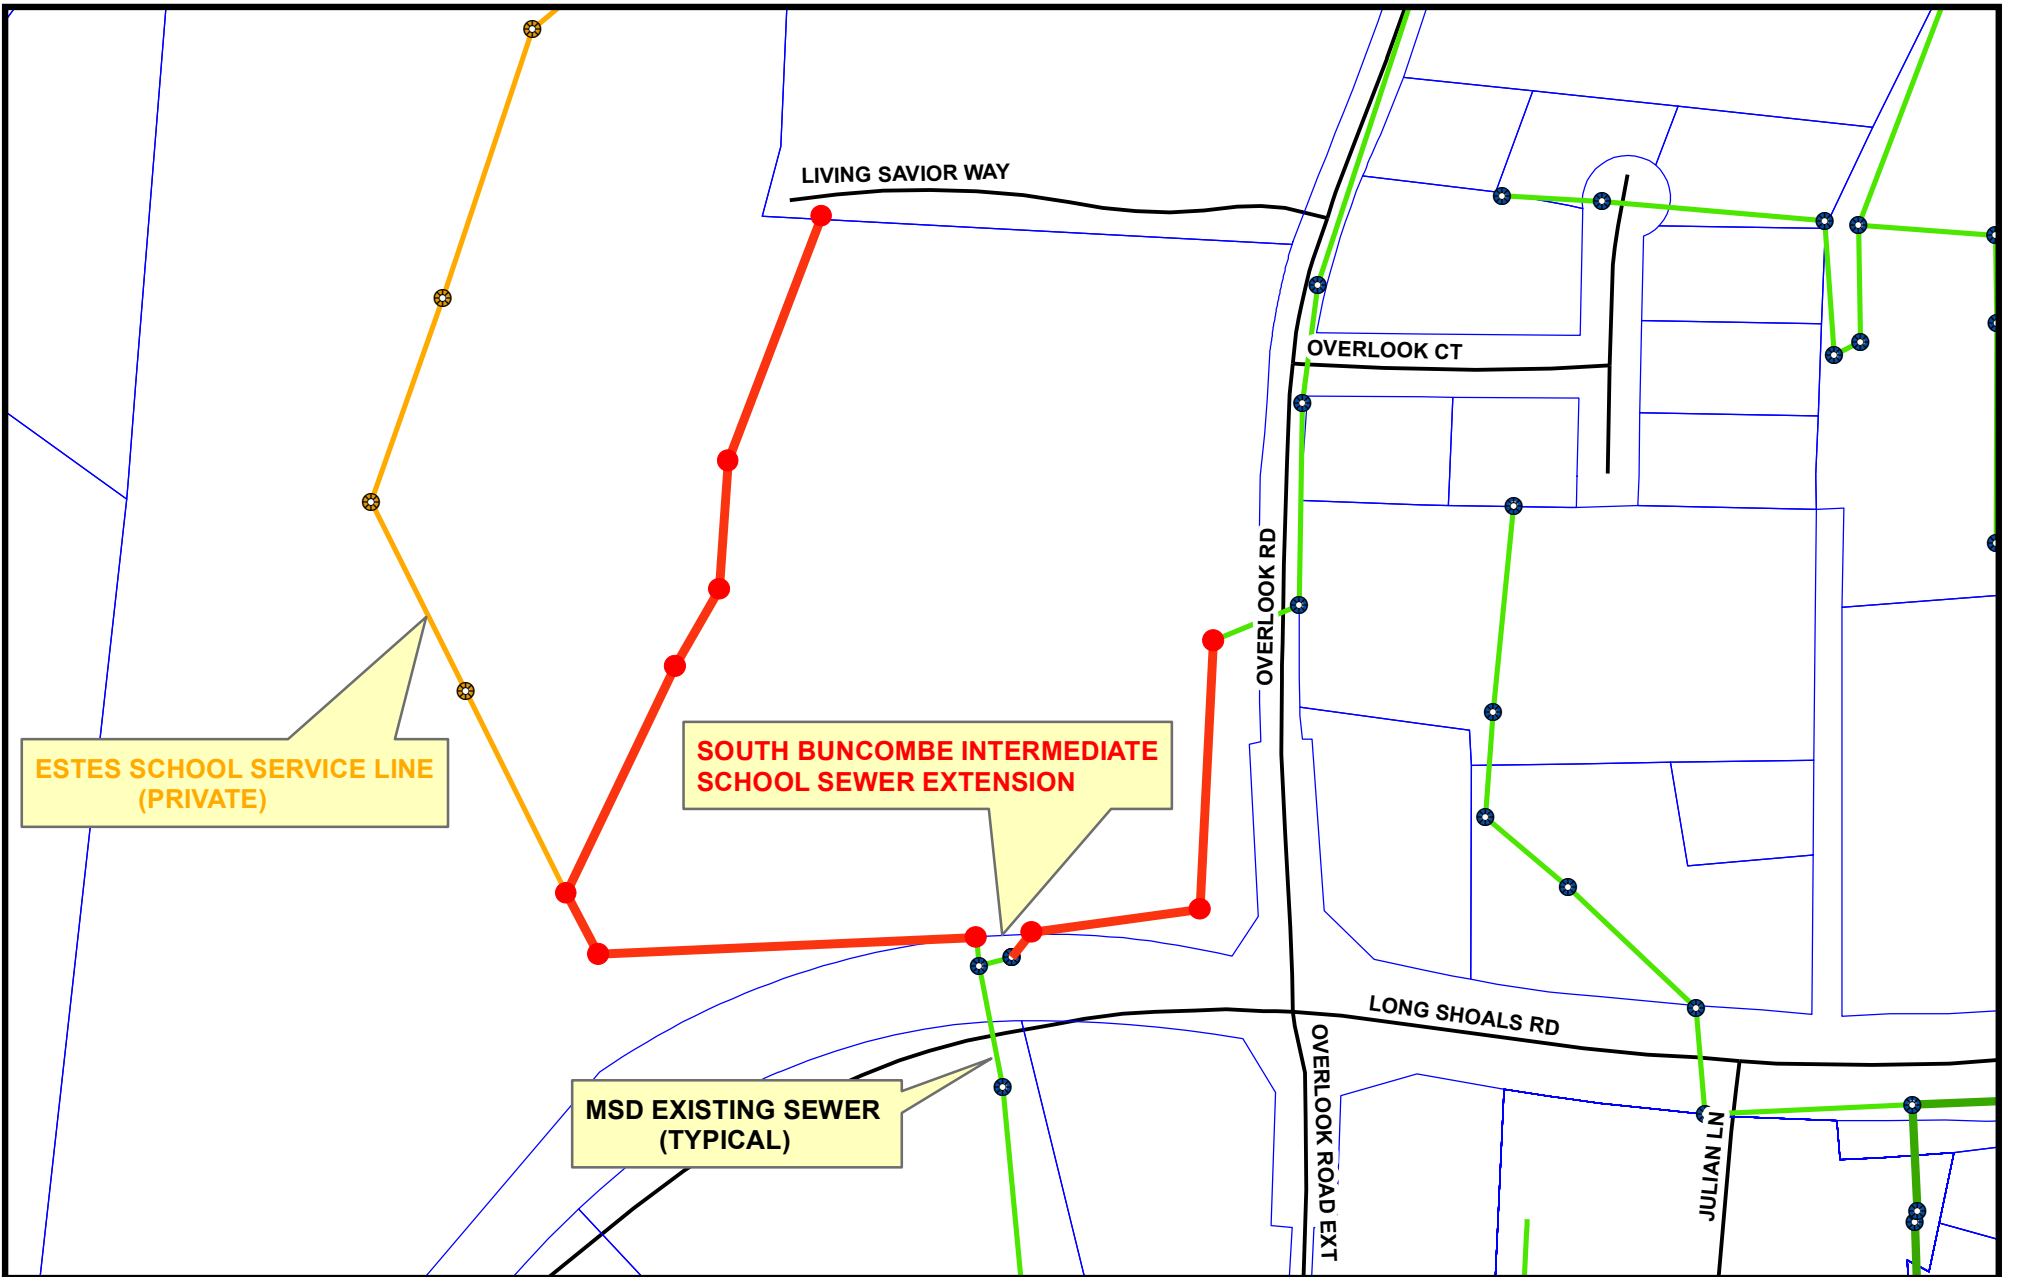 LIVING SAVIOR WAY
OVERLOOK CT
OVERLOOK RD
ESTES SCHOOL SERVICE LINE
(PRIVATE)
SOUTH BUNCOMBE INTERMEDIATE
SCHOOL SEWER EXTENSION
LONG SHOALS RD
OVERLOOK ROAD EXT
MSD EXISTING SEWER
(TYPICAL)
JULIAN LN